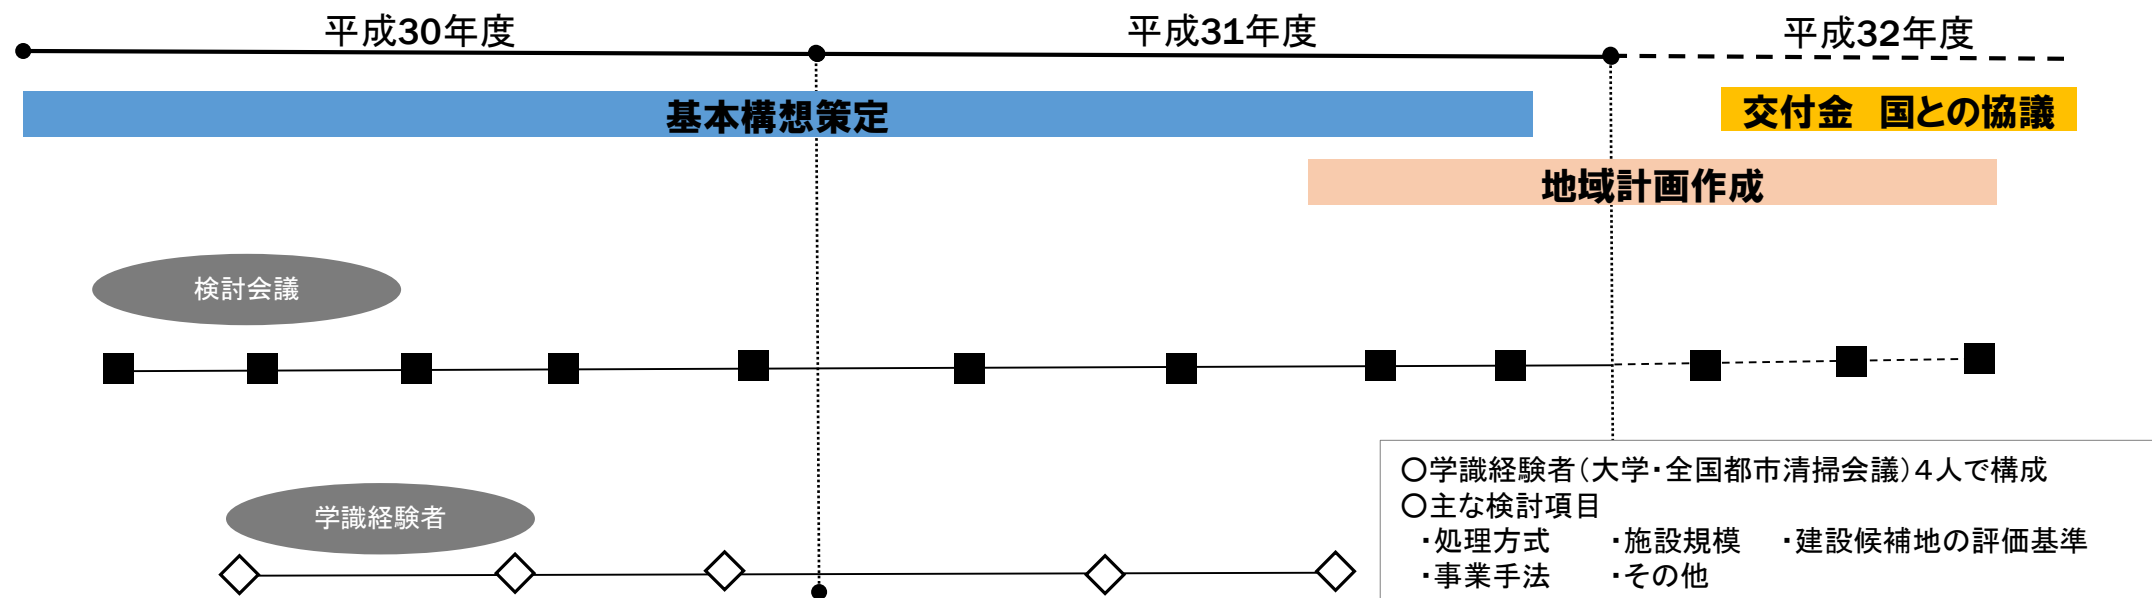 平成30年度
平成31年度
平成32年度
基本構想策定
交付金　国との協議
地域計画作成
検討会議
学識経験者
〇学識経験者(大学・全国都市清掃会議)4人で構成
〇主な検討項目
・処理方式　　・施設規模　・建設候補地の評価基準
・事業手法　　・その他